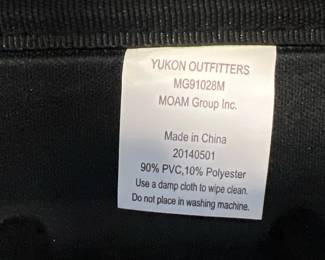 YUKON OUTFITTERS
MG91028M
MOAM Group Inc.
Made in China
20140501
90% PVC,10% Polyester
Use a damp cloth to wipe clean.
Do not place in washing machine.